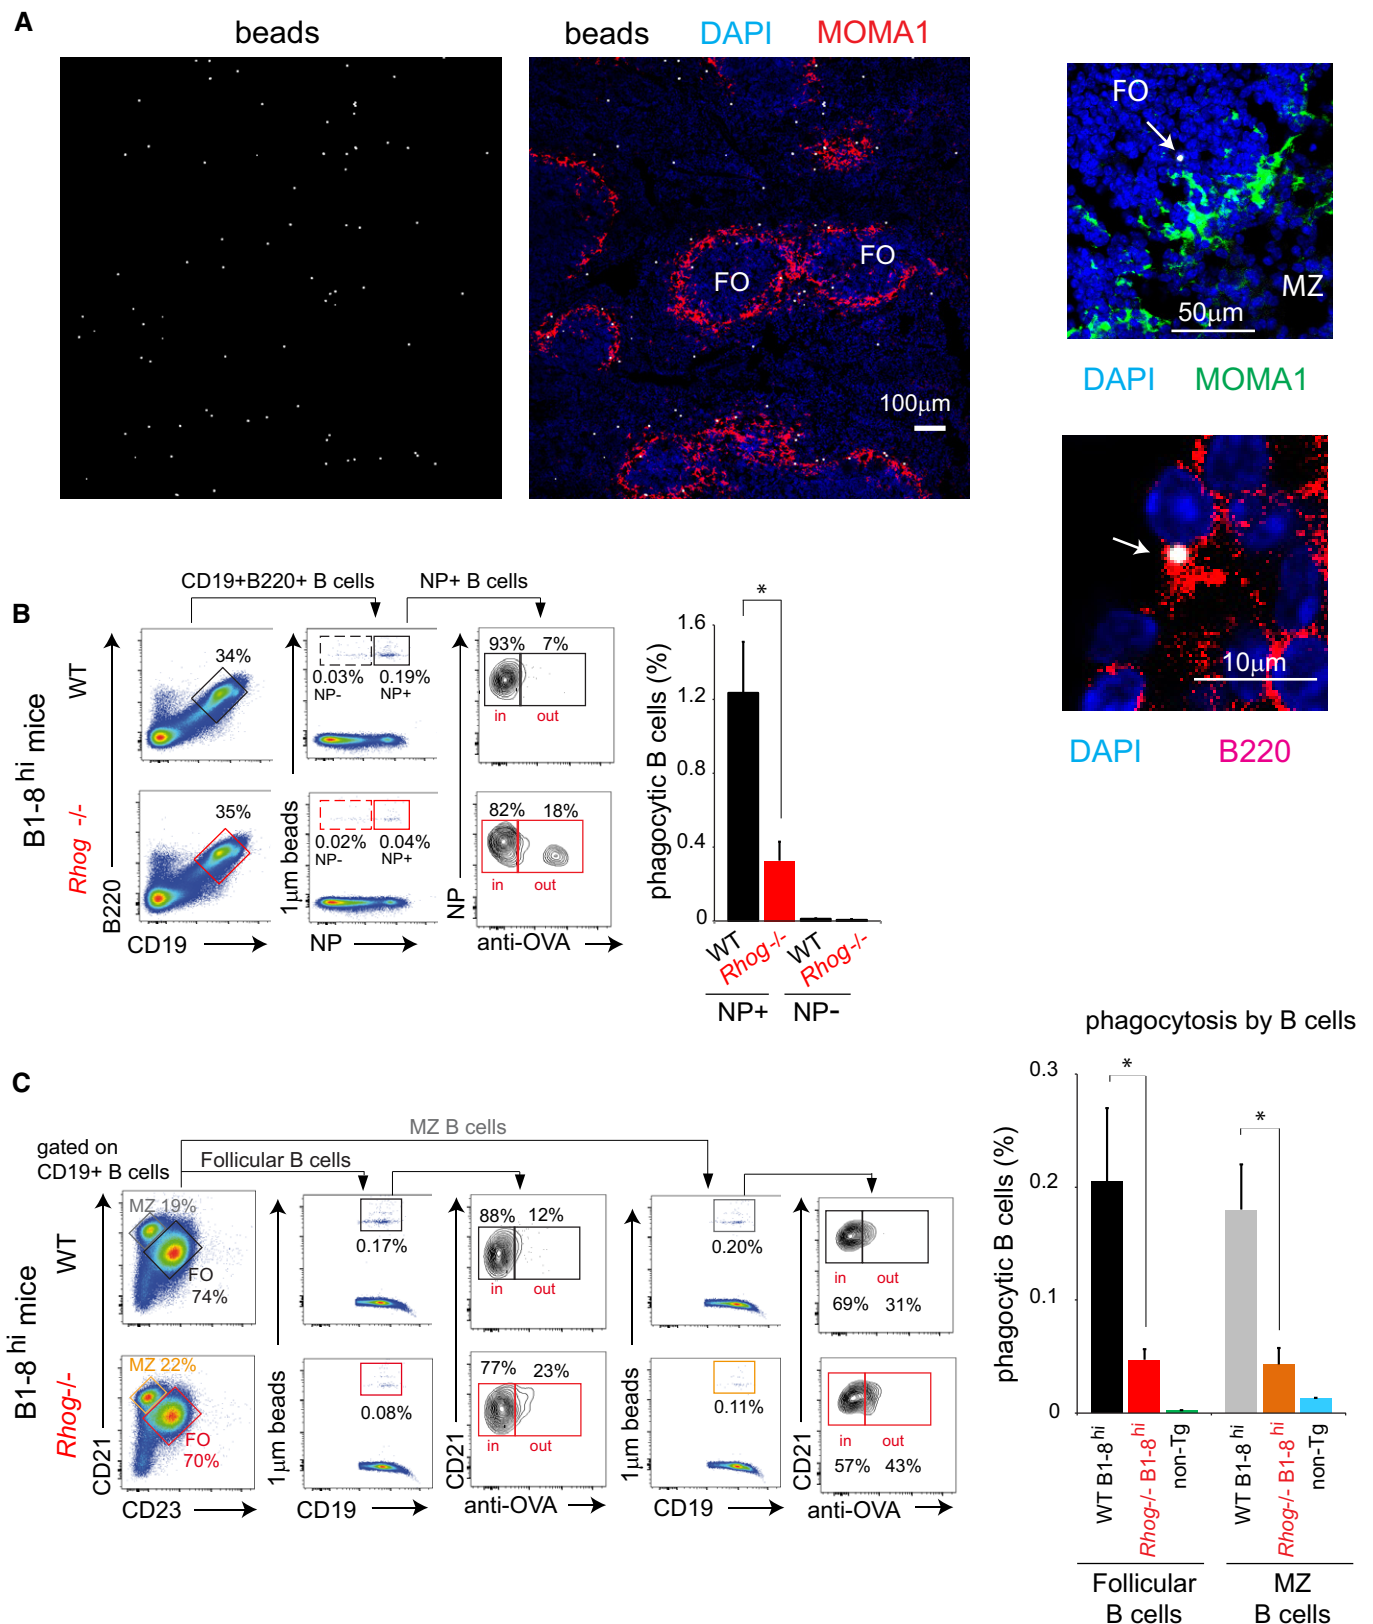 A
beads
beads DAPI MOMA1
FO
FO
100µm
FO
MZ
50µm
DAPI MOMA1
10µm
DAPI B220
B
CD19+B220+ B cells
NP+ B cells
B1-8hi mice
WT
Rhog -/-
34%
0.03%
NP-
0.19%
NP+
93% 7%
in out
35%
0.02%
NP-
0.04%
NP+
82% 18%
in out
B220
CD19
1µm beads
NP
NP
anti-OVA
*
phagocytic B cells (%)
1.6
1.2
0.8
0.4
0
WT
Rhog-/-
WT
Rhog-/-
NP+ NP-
C
gated on
CD19+ B cells
MZ B cells
Follicular B cells
B1-8hi mice
WT
Rhog-/-
MZ 19%
FO
74%
0.17%
88% 12%
in out
0.20%
in out
69% 31%
MZ 22%
FO
70%
0.08%
77% 23%
in out
0.11%
in out
57% 43%
CD21
CD23
1µm beads
CD19
CD21
anti-OVA
1µm beads
CD19
CD21
anti-OVA
phagocytosis by B cells
*
*
phagocytic B cells (%)
0.3
0.2
0.1
0
WT B1-8hi
Rhog-/- B1-8hi
non-Tg
WT B1-8hi
Rhog-/- B1-8hi
non-Tg
Follicular
B cells
MZ
B cells